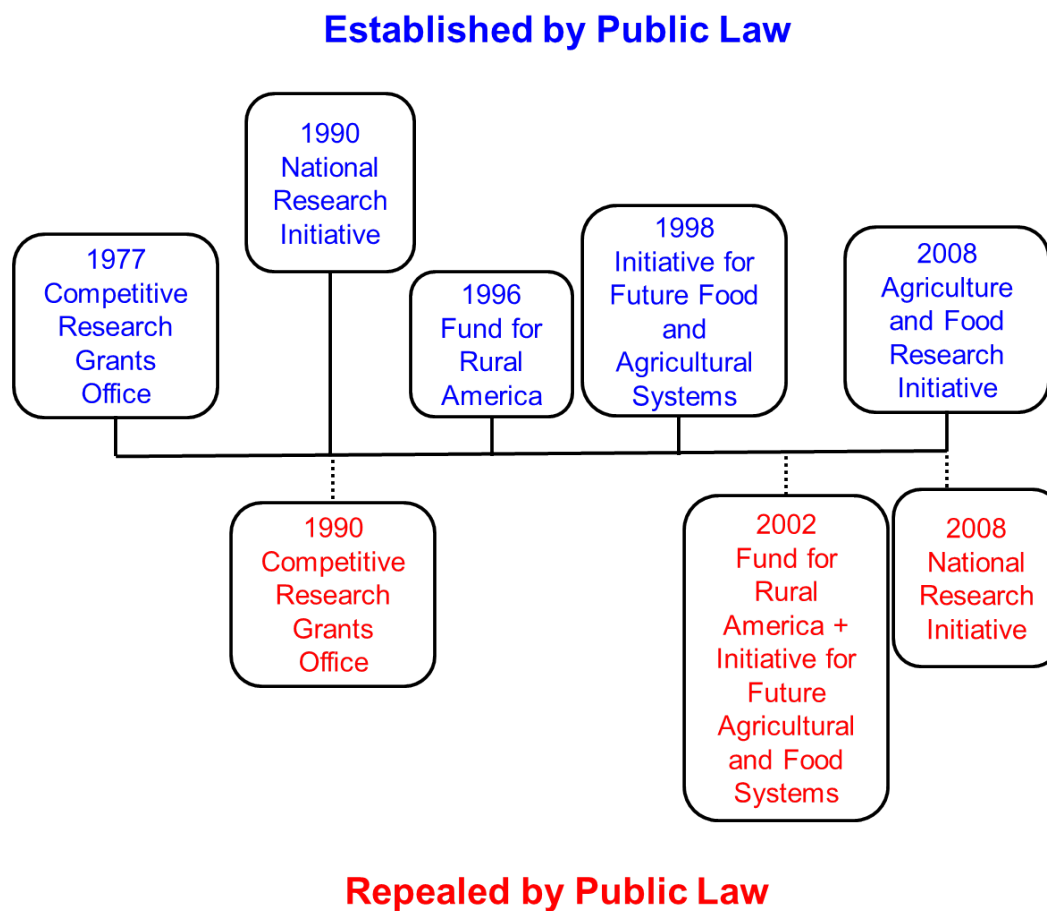 Established by Public Law
1977
Competitive
Research
Grants
Office
1990
National
Research
Initiative
1996
Fund for
Rural
America
1998
Initiative for
Future Food
and
Agricultural
Systems
2008
Agriculture
and Food
Research
Initiative
1990
Competitive
Research
Grants
Office
2002
Fund for
Rural
America +
Initiative for
Future
Agricultural
and Food
Systems
2008
National
Research
Initiative
Repealed by Public Law